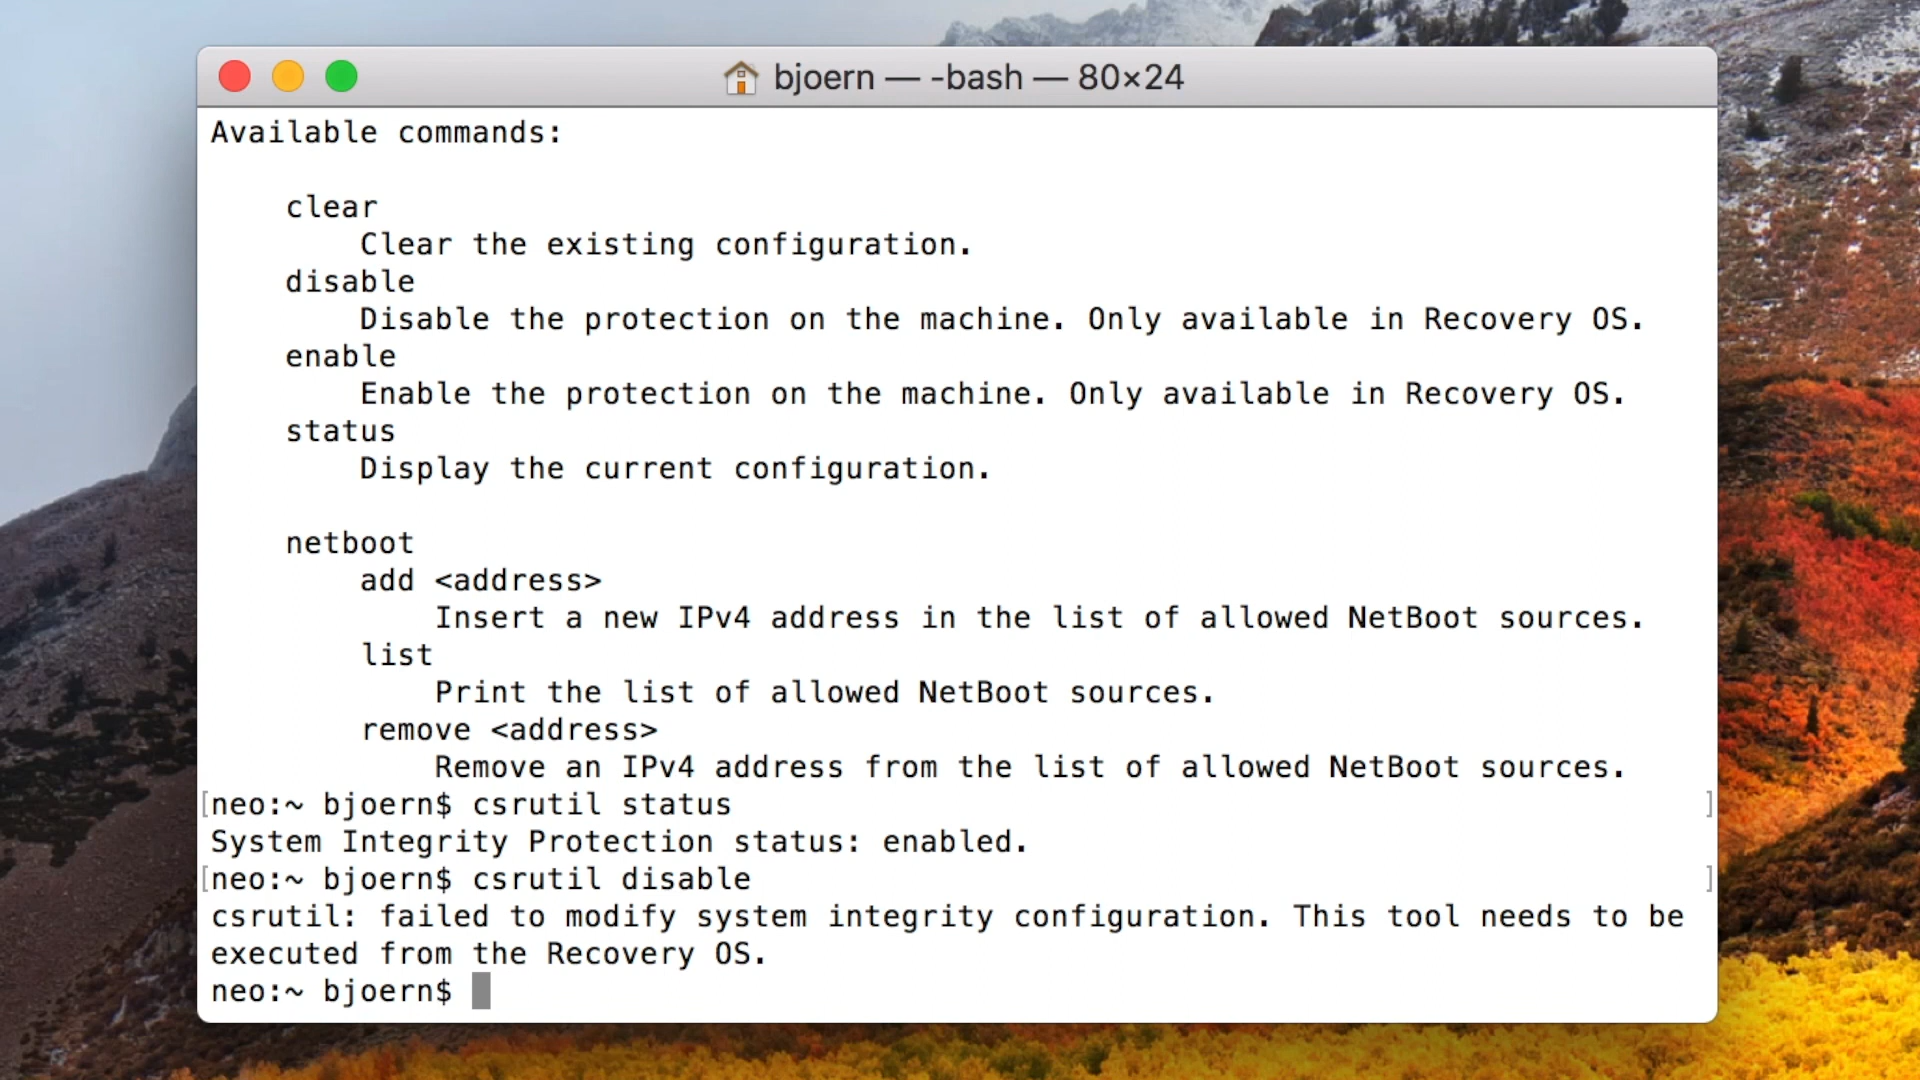 bjoern — -bash — 80×24
Available commands:
clear
Clear the existing configuration.
disable
Disable the protection on the machine. Only available in Recovery OS.
enable
Enable the protection on the machine. Only available in Recovery OS.
status
Display the current configuration.
netboot
add <address>
Insert a new IPv4 address in the list of allowed NetBoot sources.
list
Print the list of allowed NetBoot sources.
remove <address>
Remove an IPv4 address from the list of allowed NetBoot sources.
[neo:~ bjoern$ csrutil status ]
System Integrity Protection status: enabled.
[neo:~ bjoern$ csrutil disable ]
csrutil: failed to modify system integrity configuration. This tool needs to be
executed from the Recovery OS.
neo:~ bjoern$